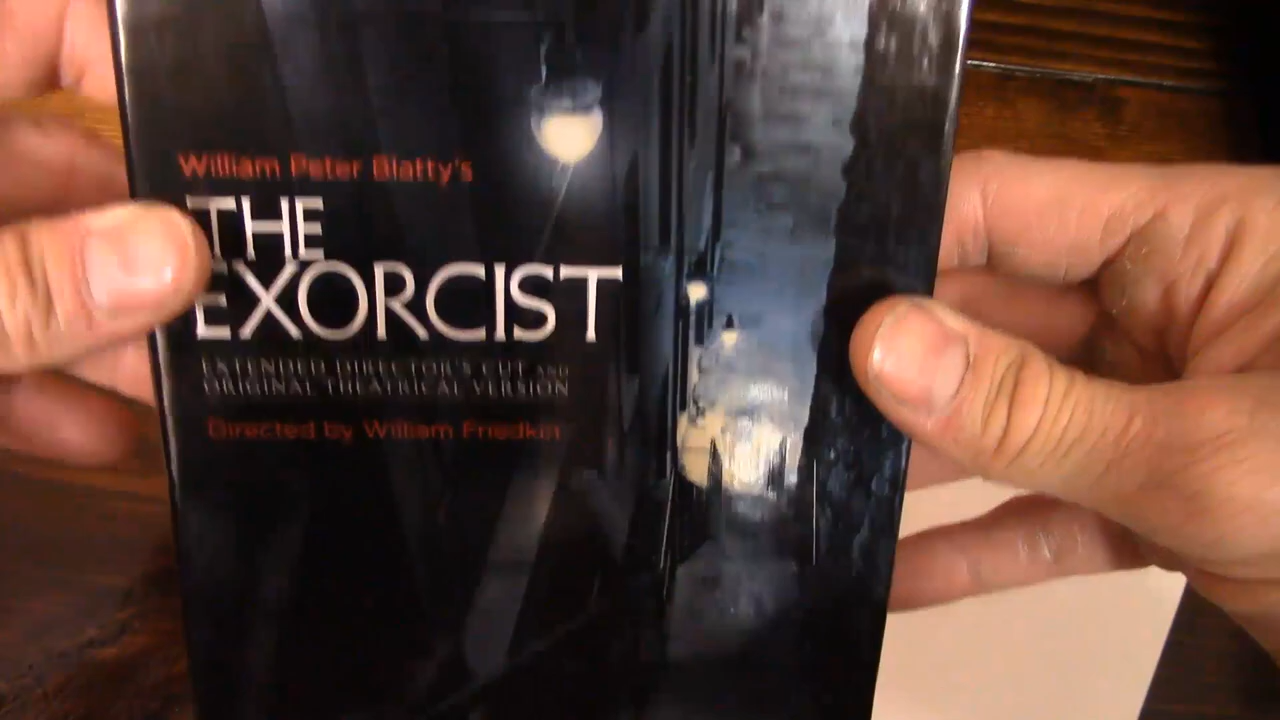 William Peter Blatty's
THE
EXORCIST
EXTENDED DIRECTOR'S CUT AND
ORIGINAL THEATRICAL VERSION
Directed by William Friedkin